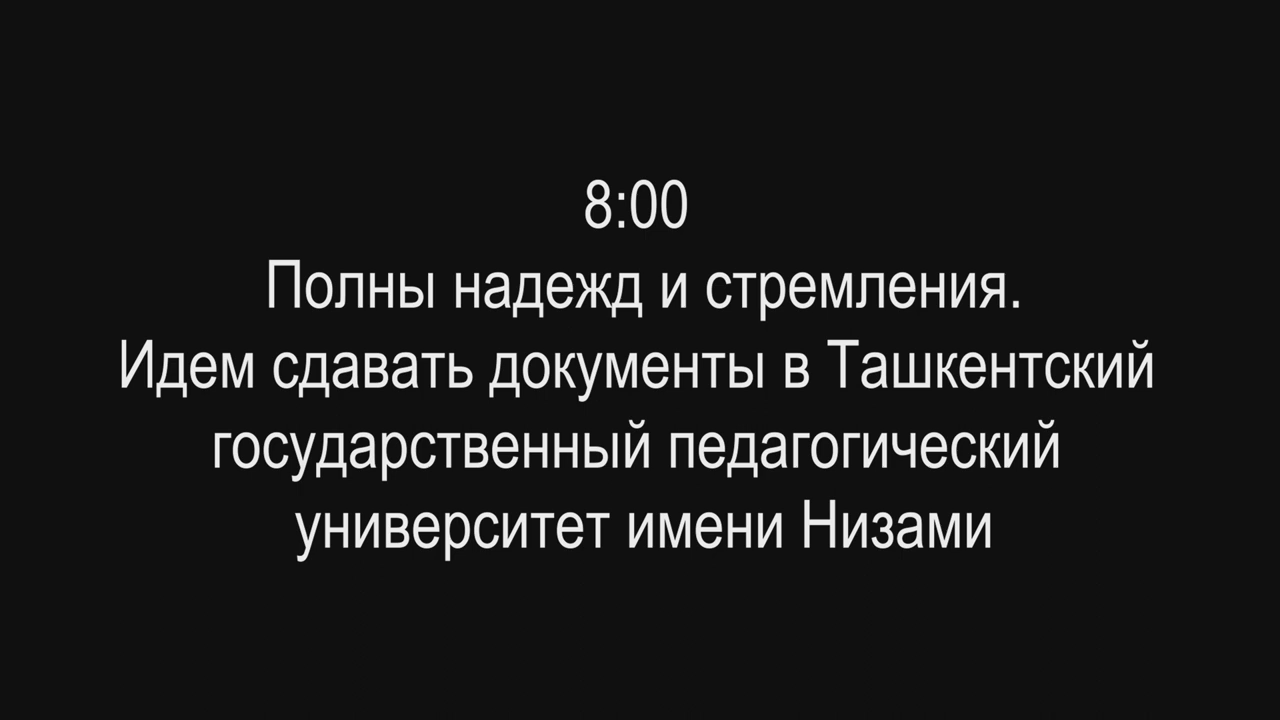 8:00
Полны надежд и стремления.
Идем сдавать документы в Ташкентский
государственный педагогический
университет имени Низами